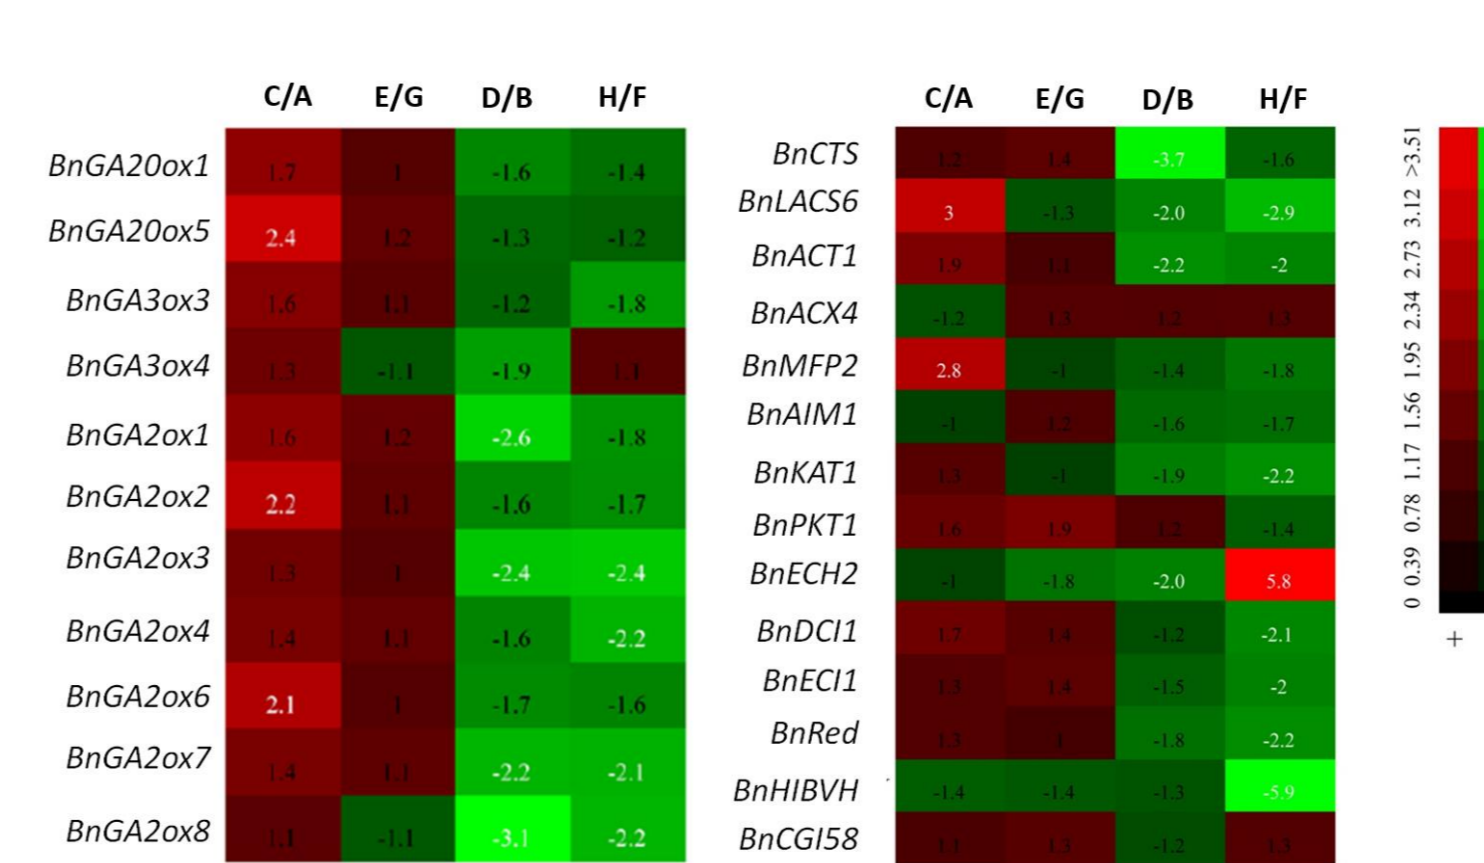 C/A E/G D/B H/F
BnGA20ox1 1.7 1 -1.6 -1.4
BnGA20ox5 2.4 1.2 -1.3 -1.2
BnGA3ox3 1.6 1.1 -1.2 -1.8
BnGA3ox4 1.3 -1.1 -1.9 1.1
BnGA2ox1 1.6 1.2 -2.6 -1.8
BnGA2ox2 2.2 1.1 -1.6 -1.7
BnGA2ox3 1.3 1 -2.4 -2.4
BnGA2ox4 1.4 1.1 -1.6 -2.2
BnGA2ox6 2.1 1 -1.7 -1.6
BnGA2ox7 1.4 1.1 -2.2 -2.1
BnGA2ox8 1.1 -1.1 -3.1 -2.2
C/A E/G D/B H/F
BnCTS 1.2 1.4 -3.7 -1.6
BnLACS6 3 -1.3 -2.0 -2.9
BnACT1 1.9 1.1 -2.2 -2
BnACX4 -1.2 1.3 1.2 1.3
BnMFP2 2.8 -1 -1.4 -1.8
BnAIM1 -1 1.2 -1.6 -1.7
BnKAT1 1.3 -1 -1.9 -2.2
BnPKT1 1.6 1.9 1.2 -1.4
BnECH2 -1 -1.8 -2.0 5.8
BnDCI1 1.7 1.4 -1.2 -2.1
BnECI1 1.3 1.4 -1.5 -2
BnRed 1.3 1 -1.8 -2.2
BnHIBVH -1.4 -1.4 -1.3 -5.9
BnCGI58 1.1 1.3 -1.2 1.3
0 0.39 0.78 1.17 1.56 1.95 2.34 2.73 3.12 >3.51
+